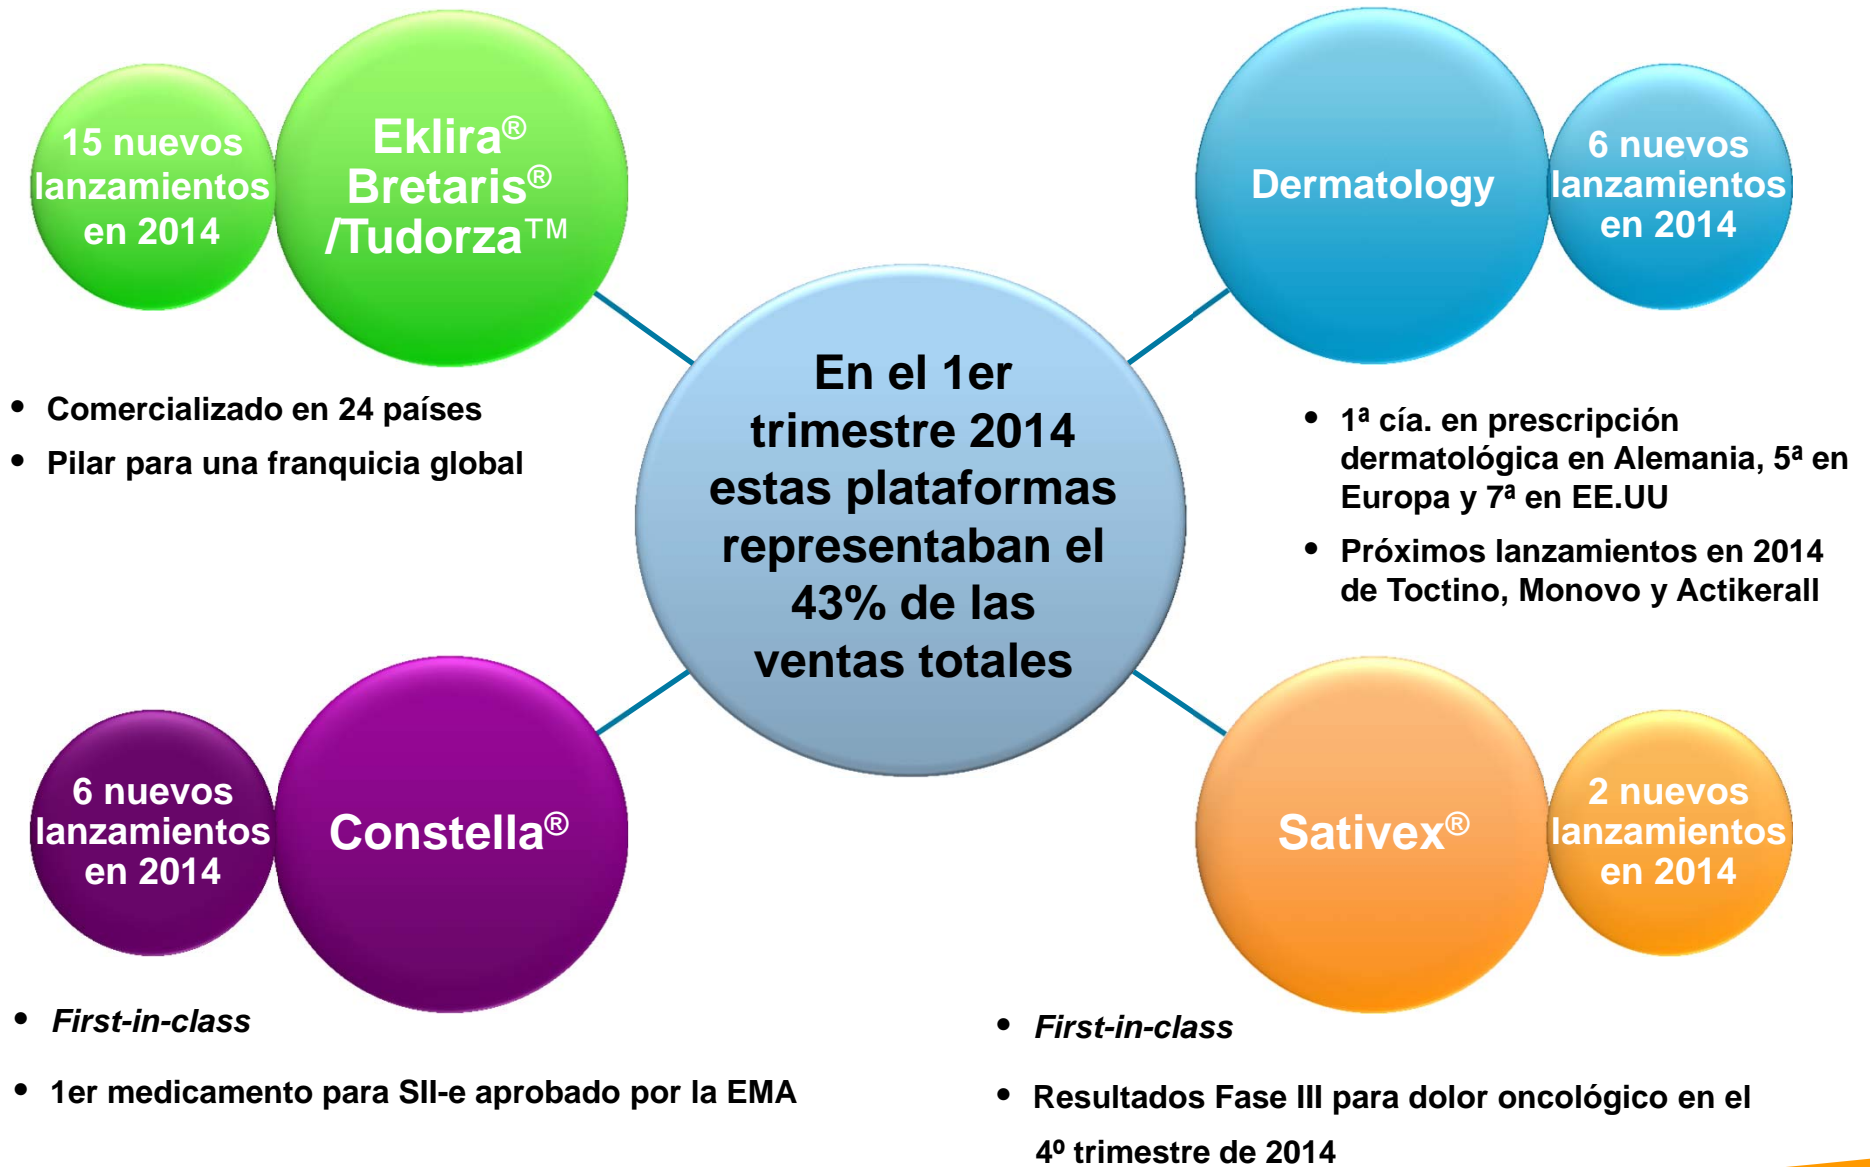 15 nuevos
lanzamientos
en 2014
Eklira®
Bretaris®
/Tudorza™
Dermatology
6 nuevos
lanzamientos
en 2014
• Comercializado en 24 países
• Pilar para una franquicia global
En el 1er
trimestre 2014
estas plataformas
representaban el
43% de las
ventas totales
• 1ª cía. en prescripción
dermatológica en Alemania, 5ª en
Europa y 7ª en EE.UU
• Próximos lanzamientos en 2014
de Toctino, Monovo y Actikerall
6 nuevos
lanzamientos
en 2014
Constella®
Sativex®
2 nuevos
lanzamientos
en 2014
• First-in-class
• 1er medicamento para SII-e aprobado por la EMA
• First-in-class
• Resultados Fase III para dolor oncológico en el
4º trimestre de 2014